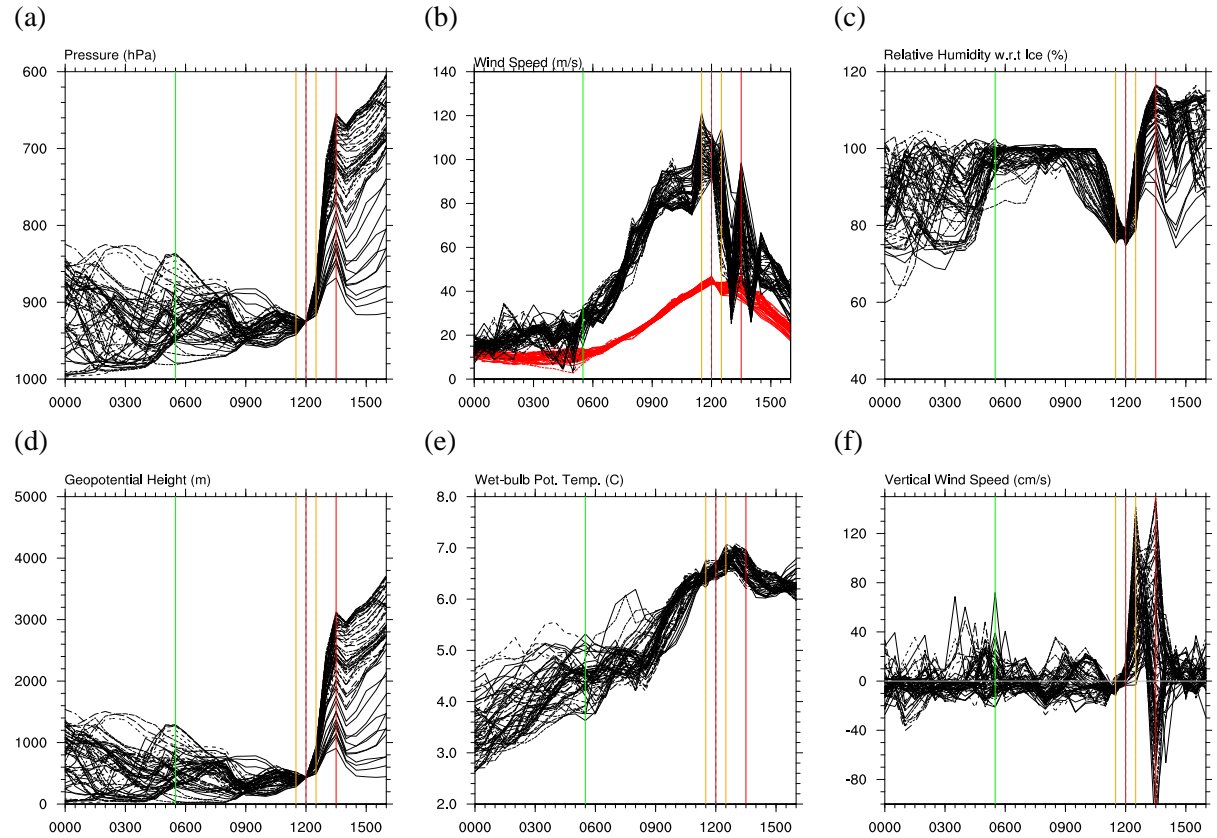 (a) (b) (c)
Pressure (hPa) Wind Speed (m/s) Relative Humidity w.r.t Ice (%)
600 140 120
120
700 100
100
80
800 80
60
900 40 60
20
1000 0 40
0000 0300 0600 0900 1200 1500 0000 0300 0600 0900 1200 1500 0000 0300 0600 0900 1200 1500
(d) (e) (f)
Geopotential Height (m) Wet-bulb Pot. Temp. (C) Vertical Wind Speed (cm/s)
5000 8.0
120
4000 7.0
80
6.0
3000 40
5.0
2000 0
4.0
1000 -40
3.0
-80
0 2.0
0000 0300 0600 0900 1200 1500 0000 0300 0600 0900 1200 1500 0000 0300 0600 0900 1200 1500